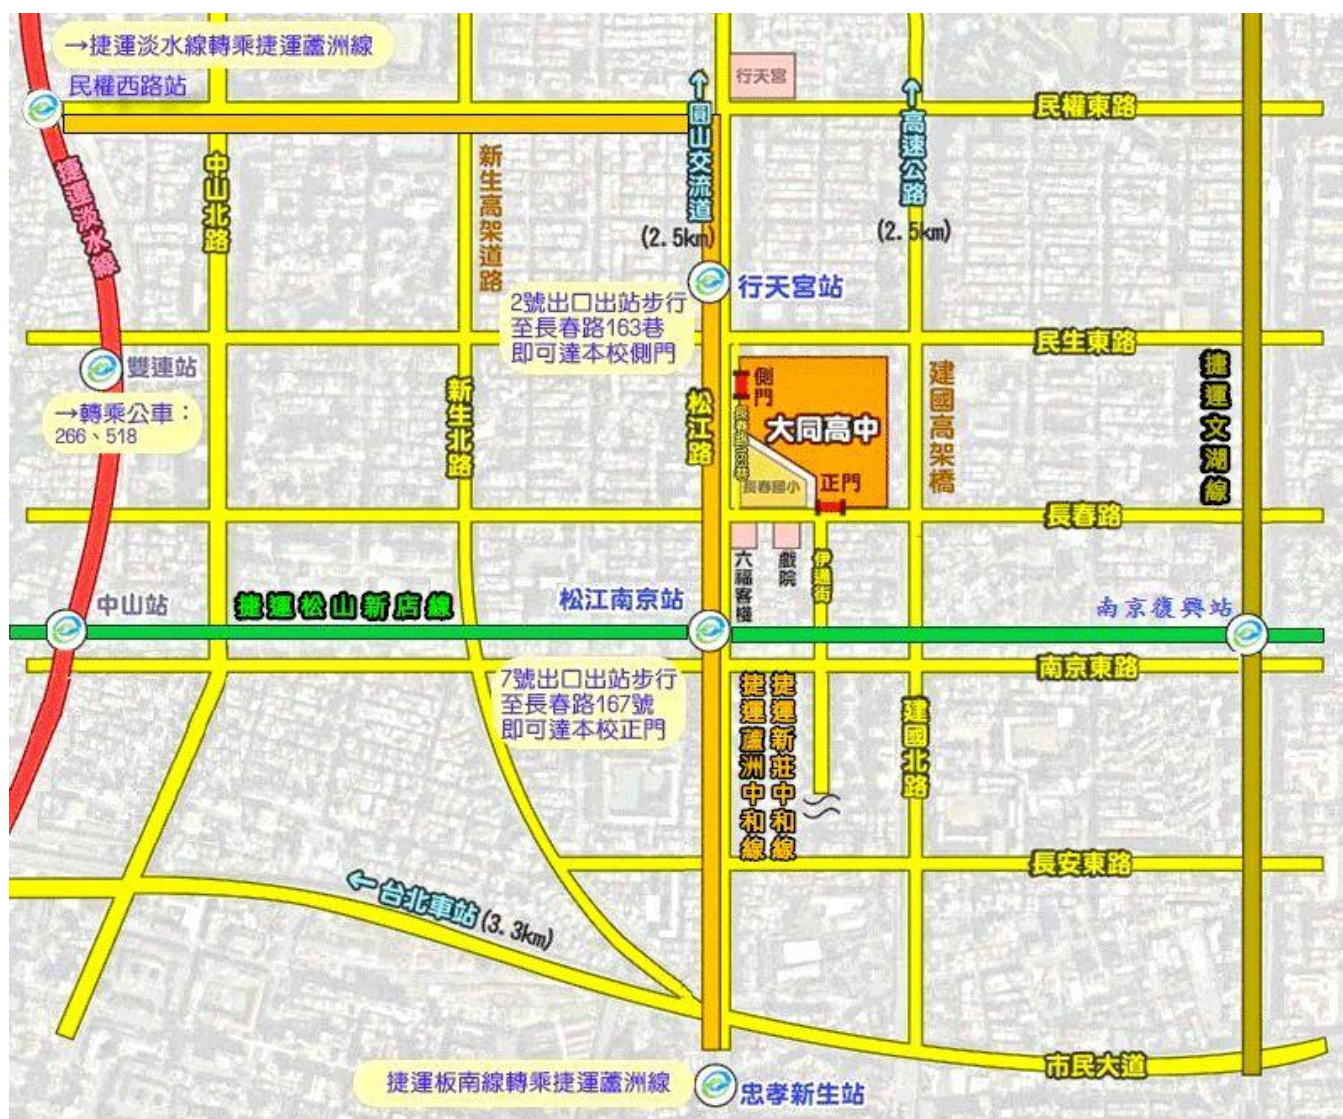 →捷運淡水線轉乘捷運蘆洲線
民權西路站
行天宮
民權東路
圓山交流道
(2.5km)
高速公路
(2.5km)
捷運淡水線
中山北路
新生高架道路
行天宮站
2號出口出站步行
至長春路163巷
即可達本校側門
民生東路
雙連站
→轉乘公車：
266、518
新生北路
松江路
側門
長春路163巷
大同高中
長春國小
正門
建國高架橋
捷運文湖線
長春路
六福客棧
戲院
伊通街
中山站
捷運松山新店線
松江南京站
南京復興站
南京東路
7號出口出站步行
至長春路167號
即可達本校正門
捷運蘆洲中和線
捷運新莊中和線
建國北路
長安東路
←台北車站(3.3km)
市民大道
捷運板南線轉乘捷運蘆洲線
忠孝新生站